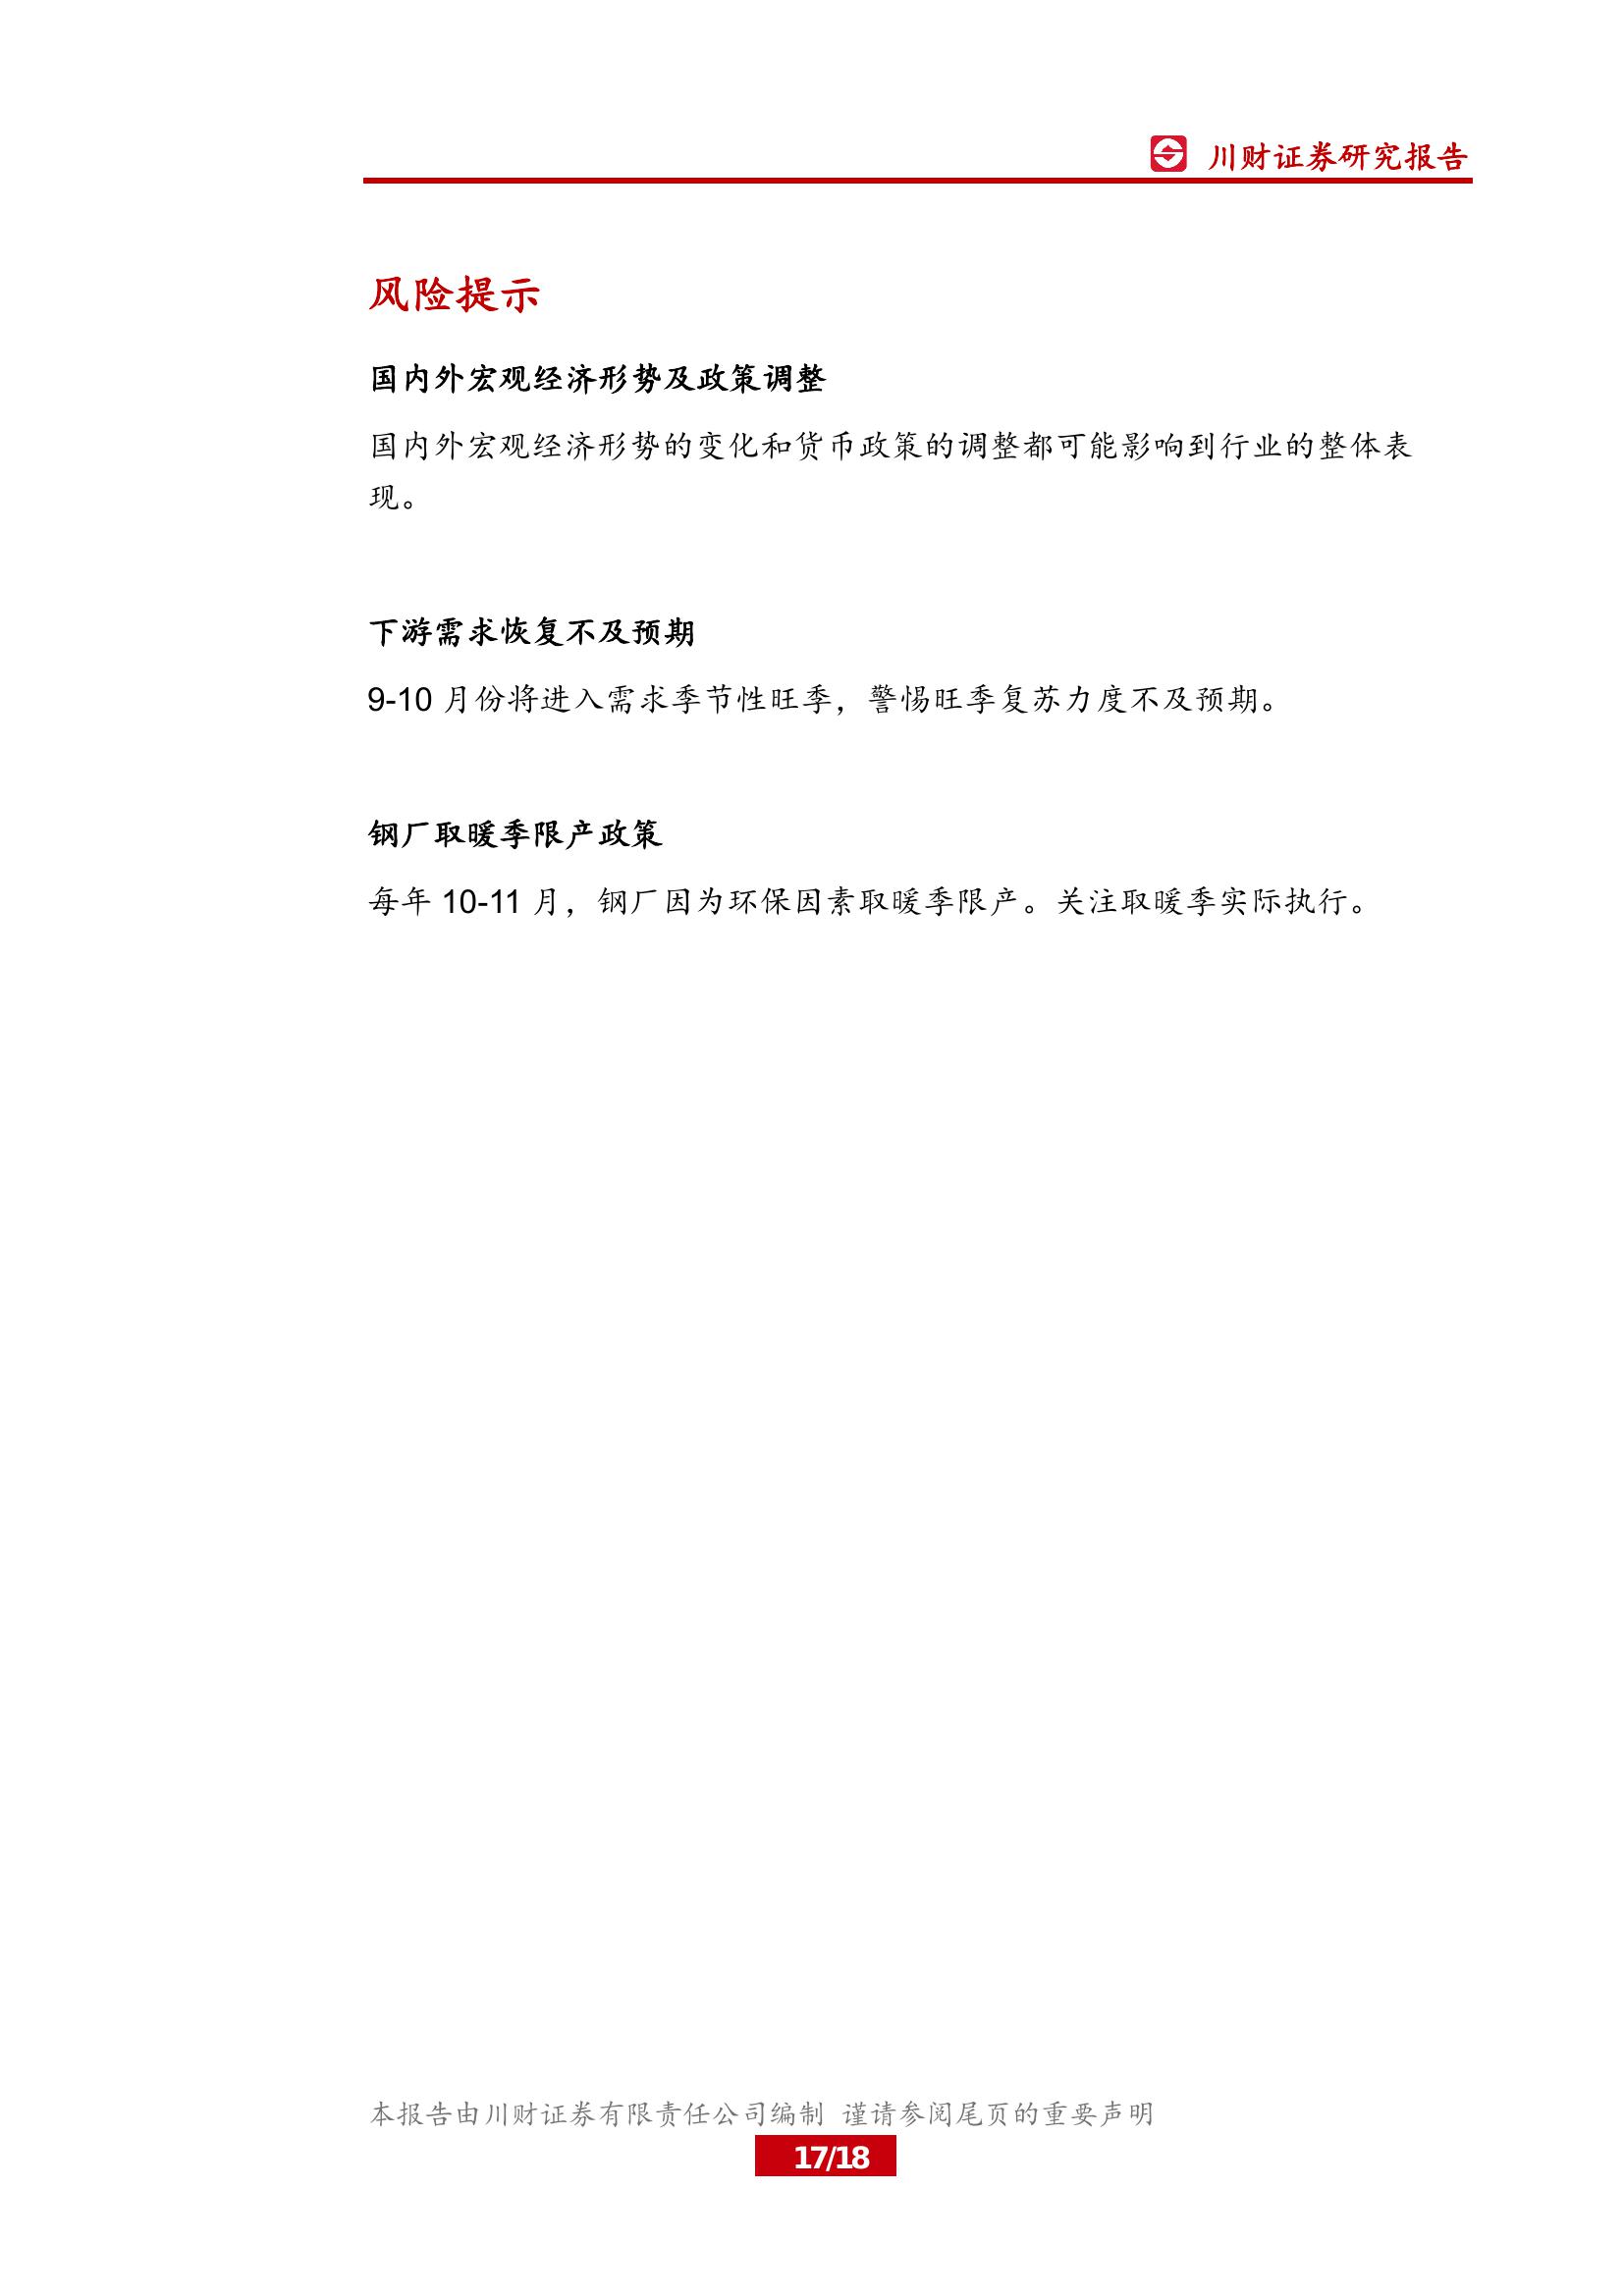 川财证券研究报告
风险提示
国内外宏观经济形势及政策调整
国内外宏观经济形势的变化和货币政策的调整都可能影响到行业的整体表
现。
下游需求恢复不及预期
9-10 月份将进入需求季节性旺季，警惕旺季复苏力度不及预期。
钢厂取暖季限产政策
每年 10-11 月，钢厂因为环保因素取暖季限产。关注取暖季实际执行。
本报告由川财证券有限责任公司编制 谨请参阅尾页的重要声明
17/18